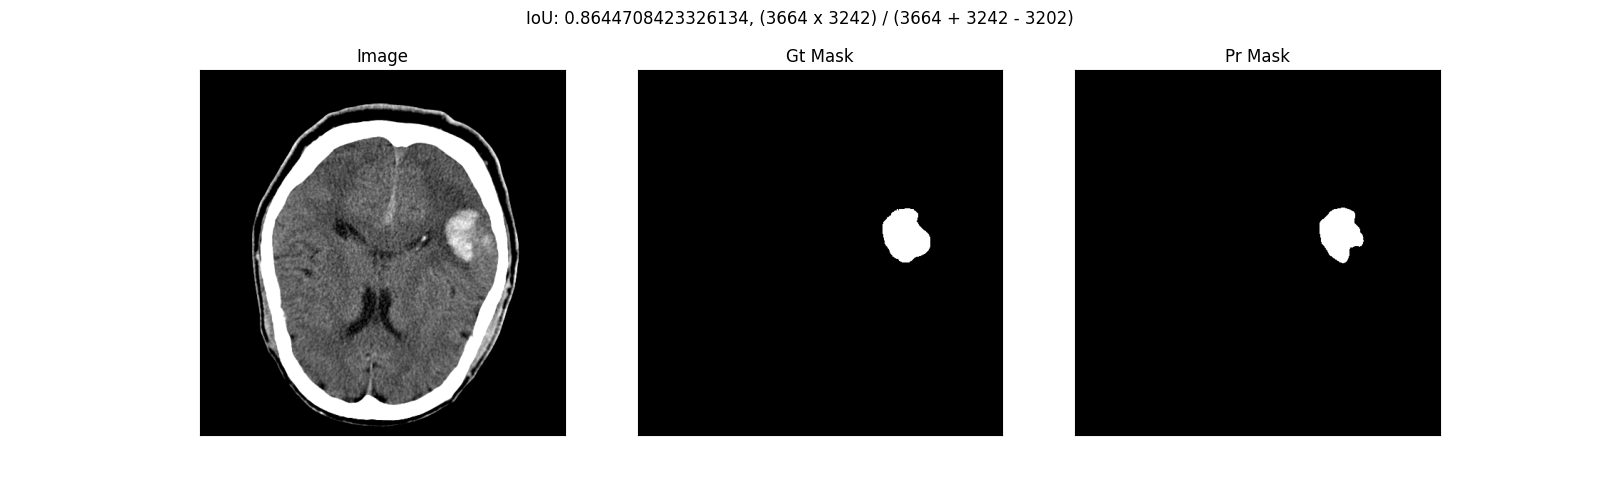 IoU: 0.8644708423326134, (3664 x 3242) / (3664 + 3242 - 3202)
Image
Gt Mask
Pr Mask